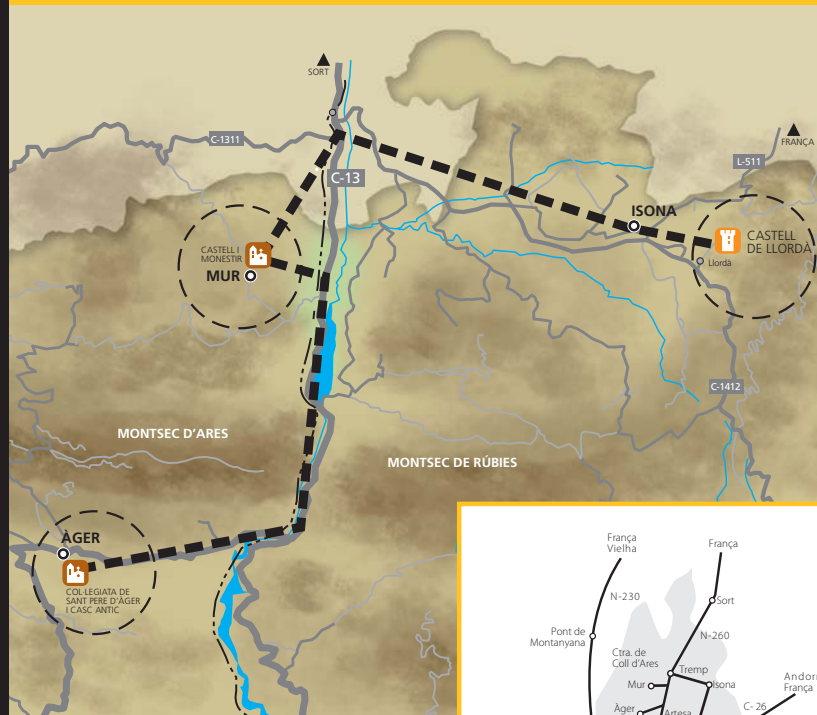 SORT
C-1311
C-13
FRANÇA
L-511
ISONA
CASTELL
DE LLORDÀ
Llordà
CASTELL I
MONESTIR
MUR
C-1412
MONTSEC D'ARES
MONTSEC DE RÚBIES
ÀGER
COL·LEGIATA DE
SANT PERE D'ÀGER
I CASC ANTIC
França
Vielha
França
N-230
Sort
Pont de
Montanyana
N-260
Ctra. de
Coll d'Ares
Tremp
Mur
Isona
Andorr
França
Àger
Artesa
C- 26